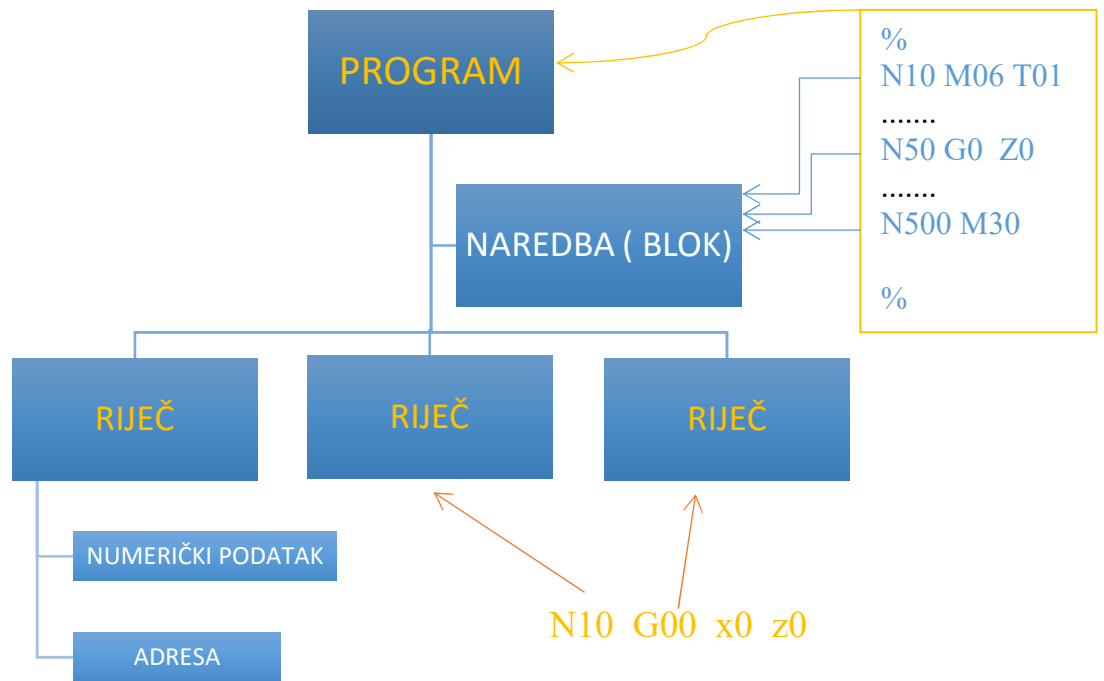 PROGRAM
%
N10 M06 T01
.......
N50 G0 Z0
.......
N500 M30
%
NAREDBA ( BLOK)
RIJEČ
RIJEČ
RIJEČ
NUMERIČKI PODATAK
ADRESA
N10 G00 x0 z0